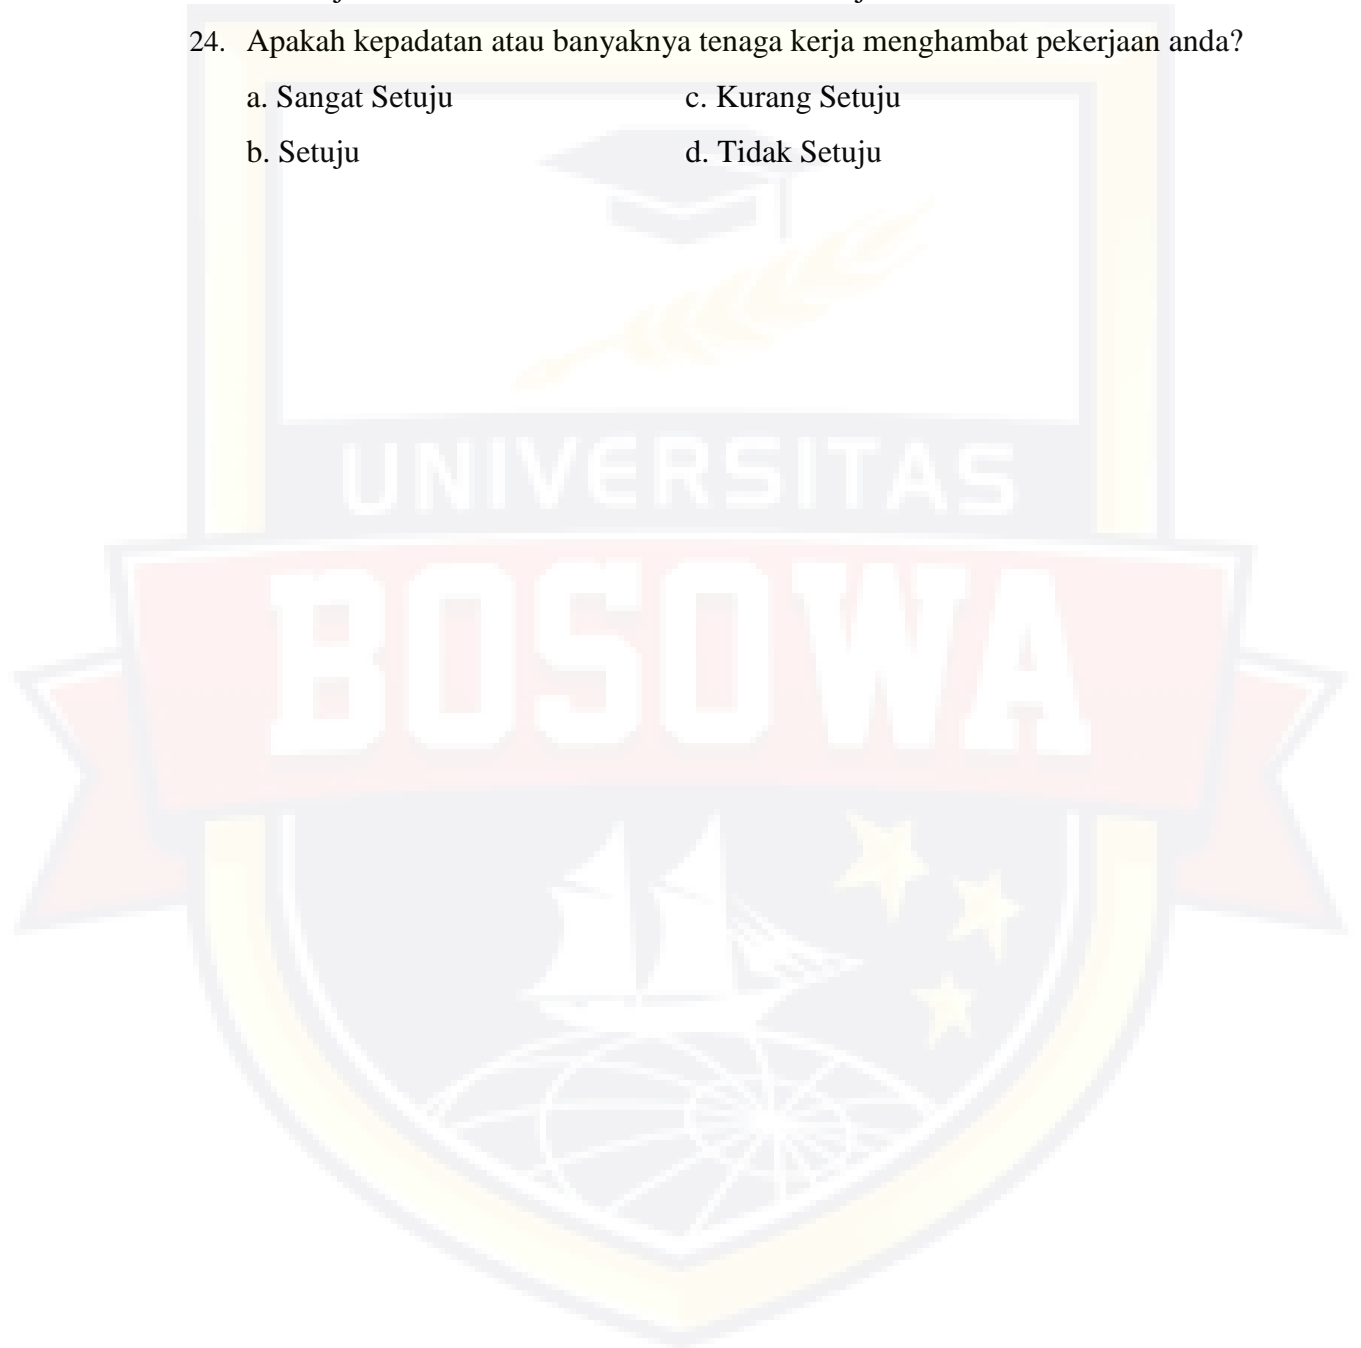 24. Apakah kepadatan atau banyaknya tenaga kerja menghambat pekerjaan anda?
a. Sangat Setuju c. Kurang Setuju
b. Setuju d. Tidak Setuju
UNIVERSITAS
BOSOWA